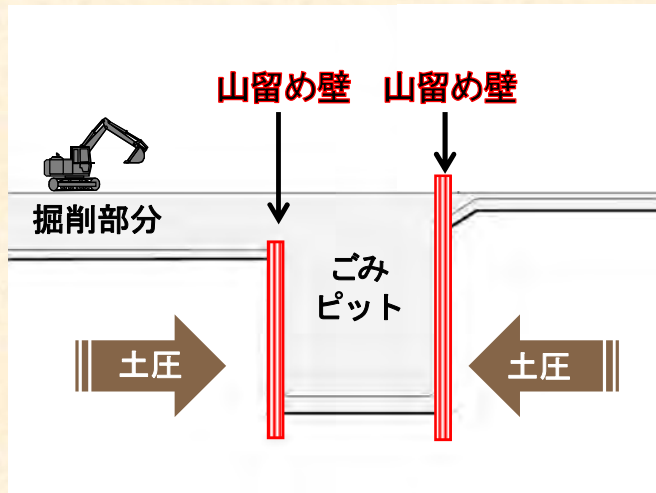 山留め壁 山留め壁
掘削部分
ごみ
ピット
土圧 土圧